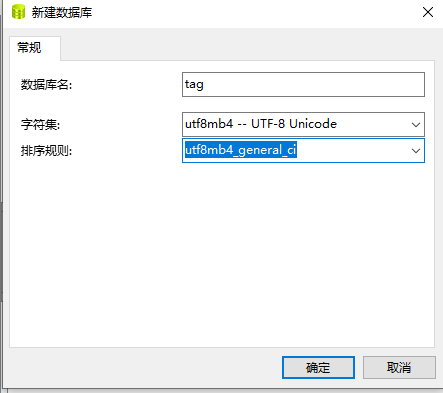 新建数据库
常规
数据库名: tag
字符集: utf8mb4 -- UTF-8 Unicode
排序规则: utf8mb4_general_ci
确定 取消